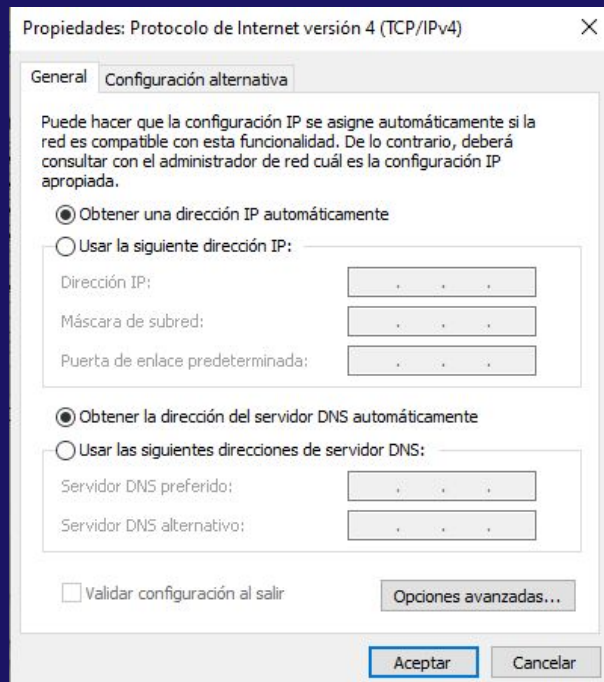 Propiedades: Protocolo de Internet versión 4 (TCP/IPv4)
General
Configuración alternativa
Puede hacer que la configuración IP se asigne automáticamente si la
red es compatible con esta funcionalidad. De lo contrario, deberá
consultar con el administrador de red cuál es la configuración IP
apropiada.
Obtener una dirección IP automáticamente
Usar la siguiente dirección IP:
Dirección IP:
Máscara de subred:
Puerta de enlace predeterminada:
Obtener la dirección del servidor DNS automáticamente
Usar las siguientes direcciones de servidor DNS:
Servidor DNS preferido:
Servidor DNS alternativo:
Validar configuración al salir
Opciones avanzadas...
Aceptar
Cancelar